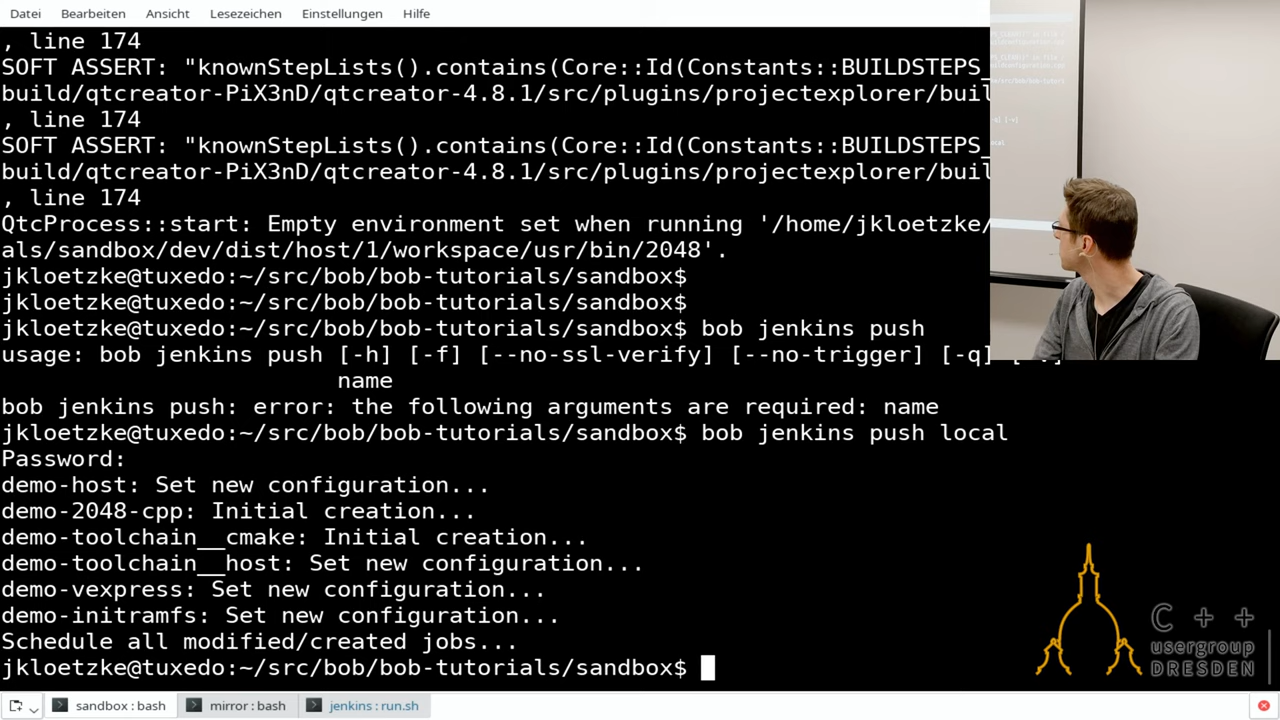 Datei Bearbeiten Ansicht Lesezeichen Einstellungen Hilfe
, line 174
SOFT ASSERT: "knownStepLists().contains(Core::Id(Constants::BUILDSTEPS_
build/qtcreator-PiX3nD/qtcreator-4.8.1/src/plugins/projectexplorer/buil
, line 174
SOFT ASSERT: "knownStepLists().contains(Core::Id(Constants::BUILDSTEPS_
build/qtcreator-PiX3nD/qtcreator-4.8.1/src/plugins/projectexplorer/buil
, line 174
QtcProcess::start: Empty environment set when running '/home/jkloetzke/
als/sandbox/dev/dist/host/1/workspace/usr/bin/2048'.
jkloetzke@tuxedo:~/src/bob/bob-tutorials/sandbox$
jkloetzke@tuxedo:~/src/bob/bob-tutorials/sandbox$
jkloetzke@tuxedo:~/src/bob/bob-tutorials/sandbox$ bob jenkins push
usage: bob jenkins push [-h] [-f] [--no-ssl-verify] [--no-trigger] [-q]
name
bob jenkins push: error: the following arguments are required: name
jkloetzke@tuxedo:~/src/bob/bob-tutorials/sandbox$ bob jenkins push local
Password:
demo-host: Set new configuration...
demo-2048-cpp: Initial creation...
demo-toolchain__cmake: Initial creation...
demo-toolchain__host: Set new configuration...
demo-vexpress: Set new configuration...
demo-initramfs: Set new configuration...
Schedule all modified/created jobs...
jkloetzke@tuxedo:~/src/bob/bob-tutorials/sandbox$
C + +
usergroup
DRESDEN
sandbox : bash mirror : bash jenkins : run.sh